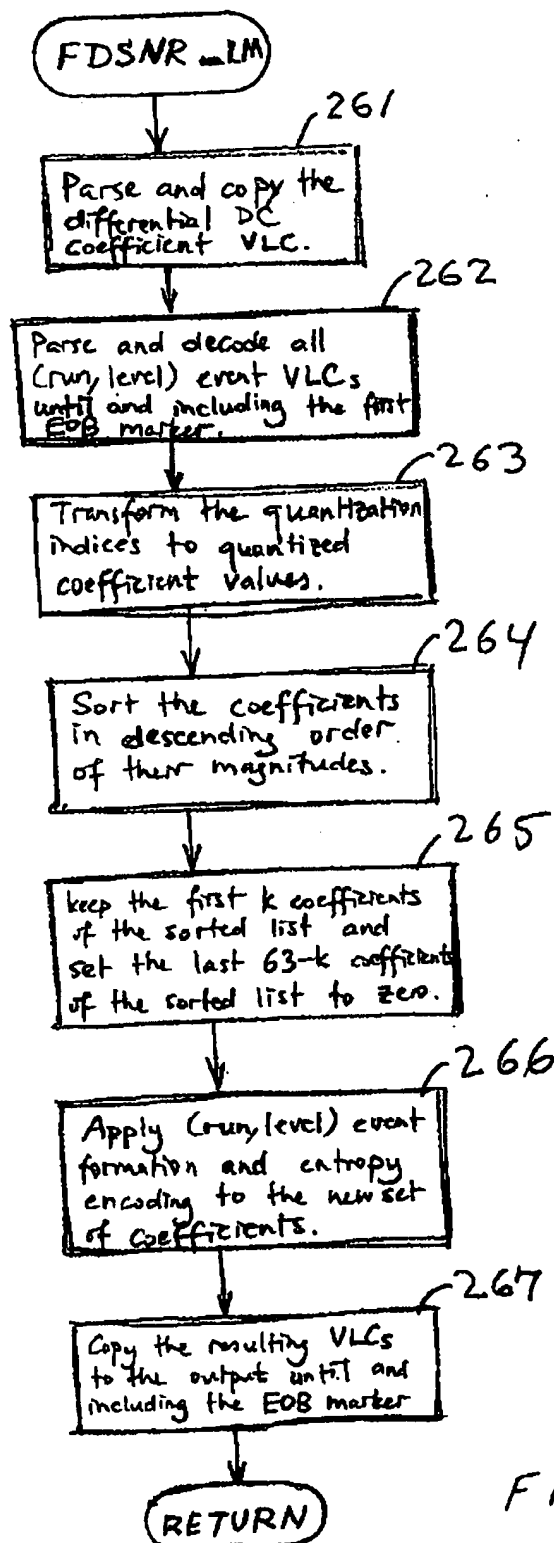 FDSNR_LM
261
Parse and copy the
differential DC
coefficient VLC.
262
Parse and decode all
(run, level) event VLCs
until and including the first
EOB marker.
263
Transform the quantization
indices to quantized
coefficient values.
264
Sort the coefficients
in descending order
of their magnitudes.
265
keep the first k coefficients
of the sorted list and
set the last 63-k coefficients
of the sorted list to zero.
266
Apply (run, level) event
formation and entropy
encoding to the new set
of coefficients.
267
Copy the resulting VLCs
to the output until and
including the EOB marker
RETURN